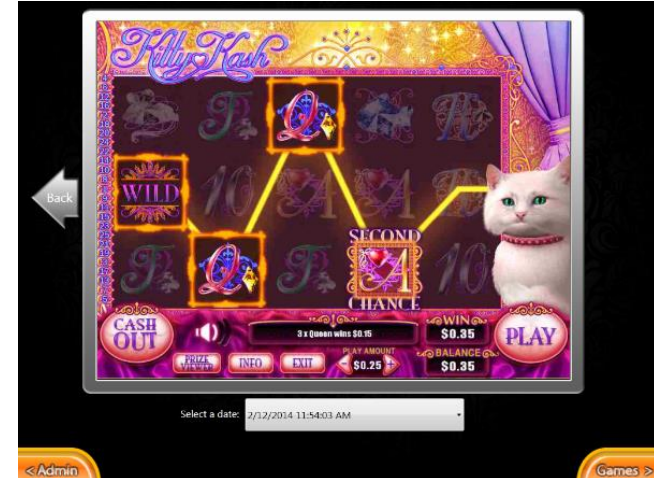 Kitty Kash
Back
WILD
10
SECOND
A
CHANCE
10
CASH OUT
3 x Queen wins $0.15
WIN
$0.35
PLAY
PRIZE VIEWER
INFO
EXIT
PLAY AMOUNT
$0.25
BALANCE
$0.35
Select a date: 2/12/2014 11:54:03 AM
< Admin
Games >